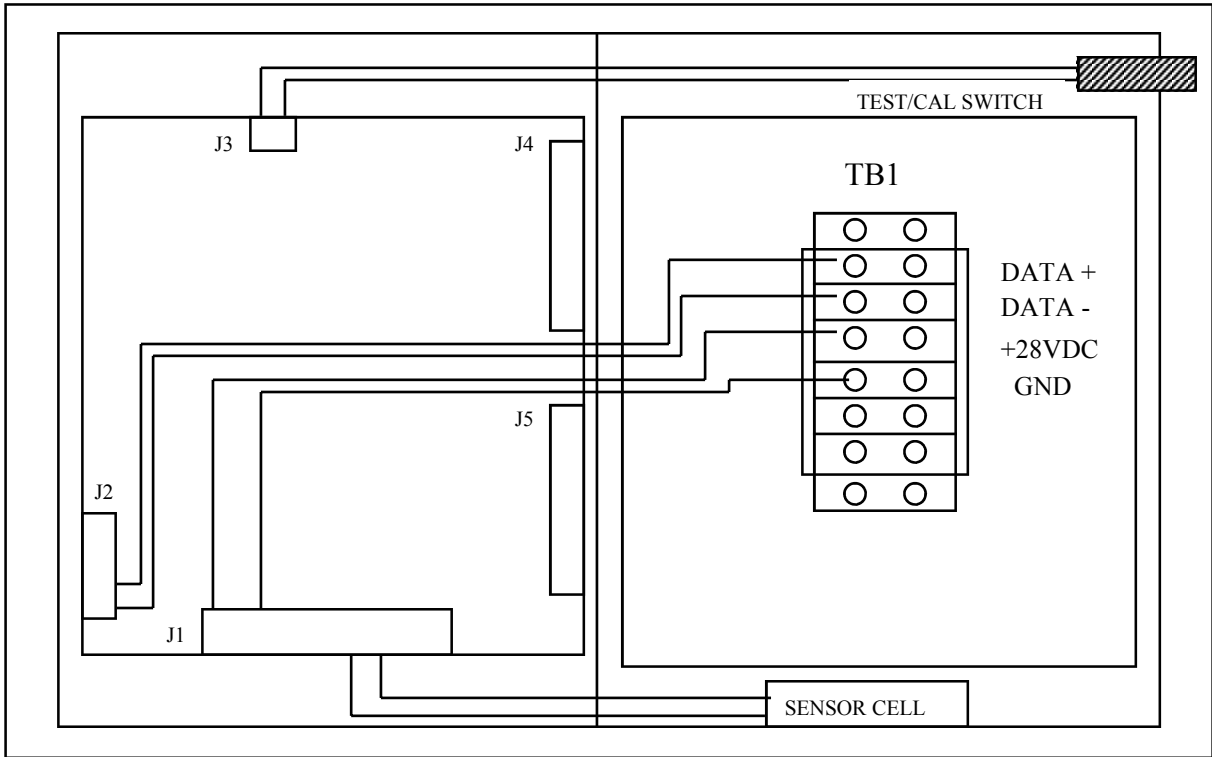 TEST/CAL SWITCH
J3
J4
TB1
DATA +
DATA -
+28VDC
GND
J5
J2
J1
SENSOR CELL